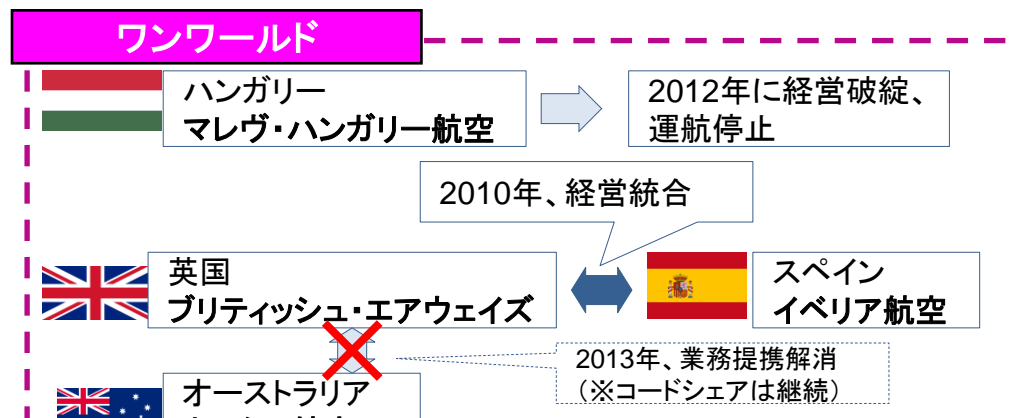 ワンワールド
ハンガリー
マレヴ・ハンガリー航空
2012年に経営破綻、
運航停止
2010年、経営統合
英国
ブリティッシュ・エアウェイズ
スペイン
イベリア航空
2013年、業務提携解消
（※コードシェアは継続）
オーストラリア